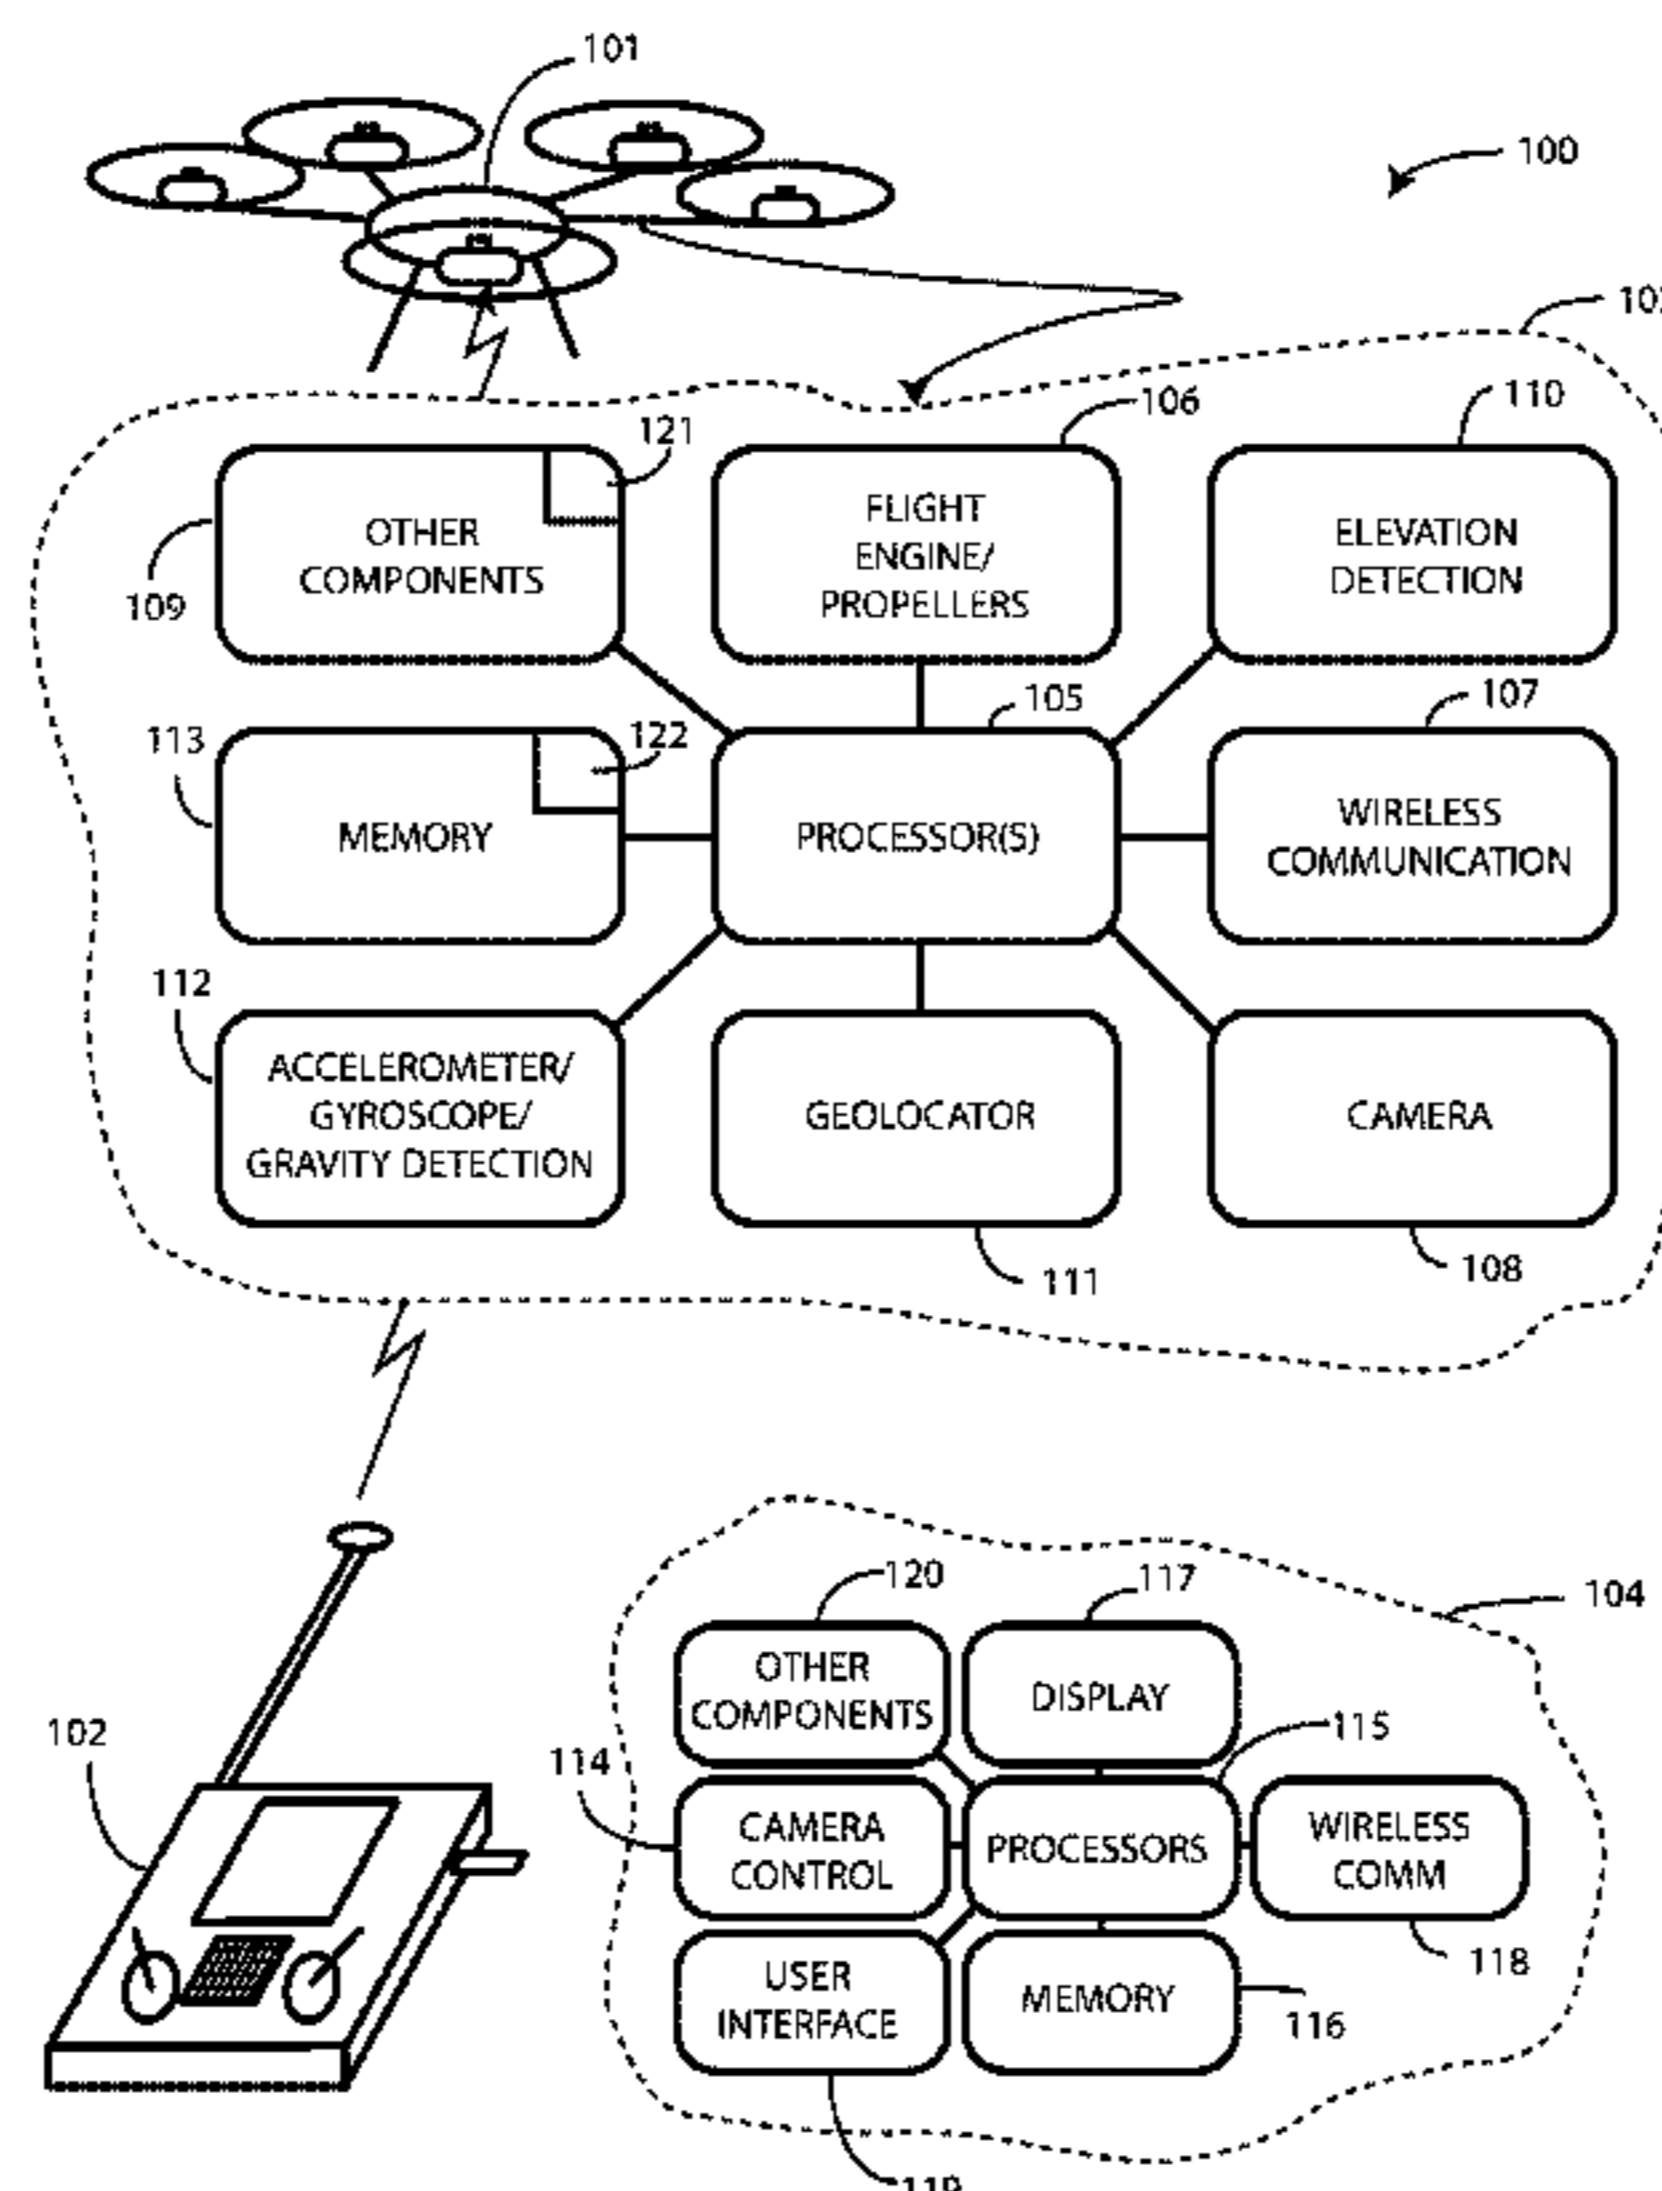 101
100
106
110
121
OTHER
COMPONENTS
109
FLIGHT
ENGINE/
PROPELLERS
ELEVATION
DETECTION
105
107
113
122
MEMORY
PROCESSOR(S)
WIRELESS
COMMUNICATION
112
ACCELEROMETER/
GYROSCOPE/
GRAVITY DETECTION
GEOLOCATOR
CAMERA
111
108
120
117
104
OTHER
COMPONENTS
DISPLAY
102
114
115
CAMERA
CONTROL
PROCESSORS
WIRELESS
COMM
118
USER
INTERFACE
MEMORY
116